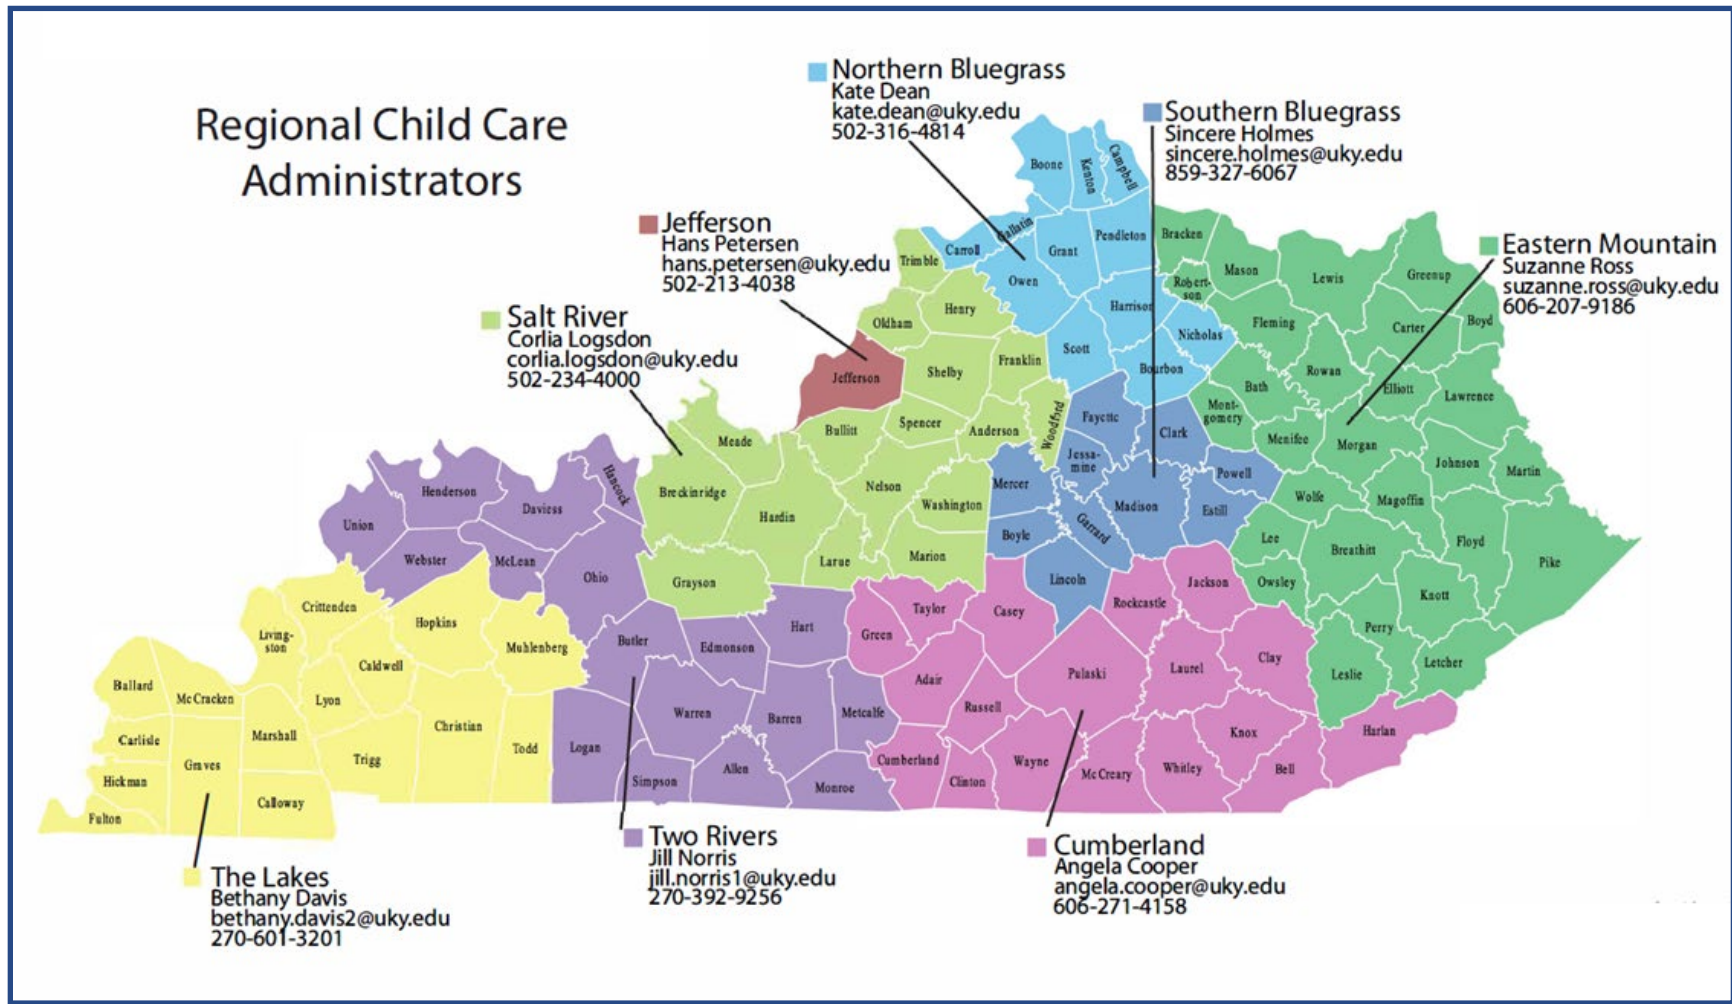 Regional Child Care
Administrators
Northern Bluegrass
Kate Dean
kate.dean@uky.edu
502-316-4814
Southern Bluegrass
Sincere Holmes
sincere.holmes@uky.edu
859-327-6067
Jefferson
Hans Petersen
hans.petersen@uky.edu
502-213-4038
Eastern Mountain
Suzanne Ross
suzanne.ross@uky.edu
606-207-9186
Salt River
Corlia Logsdon
corlia.logsdon@uky.edu
502-234-4000
The Lakes
Bethany Davis
bethany.davis2@uky.edu
270-601-3201
Two Rivers
Jill Norris
jill.norris1@uky.edu
270-392-9256
Cumberland
Angela Cooper
angela.cooper@uky.edu
606-271-4158
Boone
Kenton
Campbell
Gallatin
Carroll
Grant
Pendleton
Owen
Harrison
Nicholas
Scott
Bourbon
Bracken
Robert-
son
Mason
Lewis
Greenup
Fleming
Carter
Boyd
Rowan
Elliott
Lawrence
Bath
Mont-
gomery
Menifee
Morgan
Johnson
Martin
Wolfe
Magoffin
Lee
Breathitt
Floyd
Pike
Owsley
Knott
Perry
Leslie
Letcher
Trimble
Henry
Oldham
Shelby
Franklin
Woodford
Spencer
Anderson
Bullitt
Meade
Breckinridge
Hardin
Nelson
Washington
Larue
Marion
Grayson
Jefferson
Fayette
Clark
Jessa-
mine
Powell
Mercer
Madison
Estill
Garrard
Boyle
Lincoln
Hancock
Henderson
Daviess
Union
Webster
McLean
Ohio
Butler
Edmonson
Hart
Warren
Barren
Metcalfe
Logan
Simpson
Allen
Monroe
Crittenden
Living-
ston
Hopkins
Muhlenberg
Caldwell
Ballard
McCracken
Lyon
Christian
Carlisle
Marshall
Todd
Graves
Trigg
Hickman
Calloway
Fulton
Taylor
Casey
Rockcastle
Jackson
Green
Adair
Russell
Pulaski
Laurel
Clay
Cumberland
Clinton
Wayne
McCreary
Whitley
Knox
Bell
Harlan